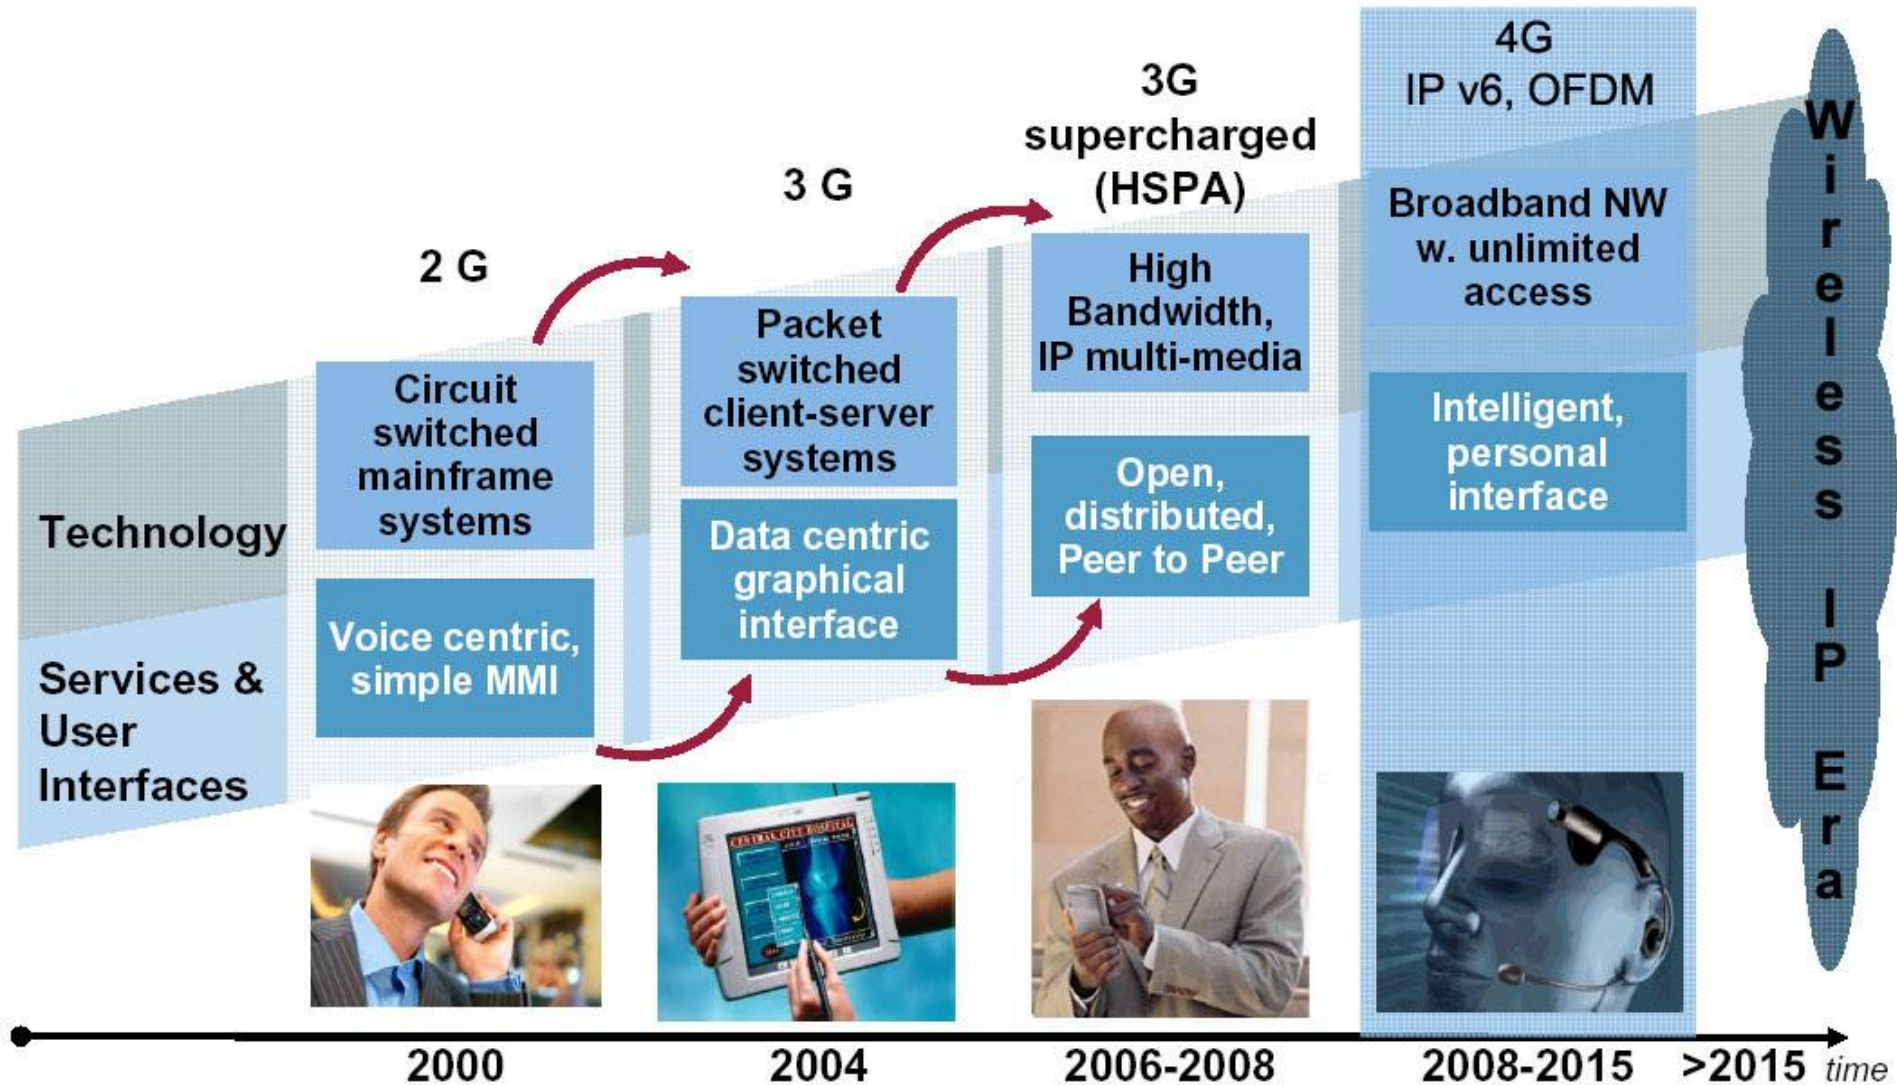 4G
IP v6, OFDM
3G
supercharged
(HSPA)
3 G
2 G
Broadband NW
w. unlimited
access
High
Bandwidth,
IP multi-media
Packet
switched
client-server
systems
Circuit
switched
mainframe
systems
Technology
Intelligent,
personal
interface
Open,
distributed,
Peer to Peer
Data centric
graphical
interface
Voice centric,
simple MMI
Services &
User
Interfaces
Wireless IP Era
CENTRAL CITY HOSPITAL
2000
2004
2006-2008
2008-2015
>2015
time